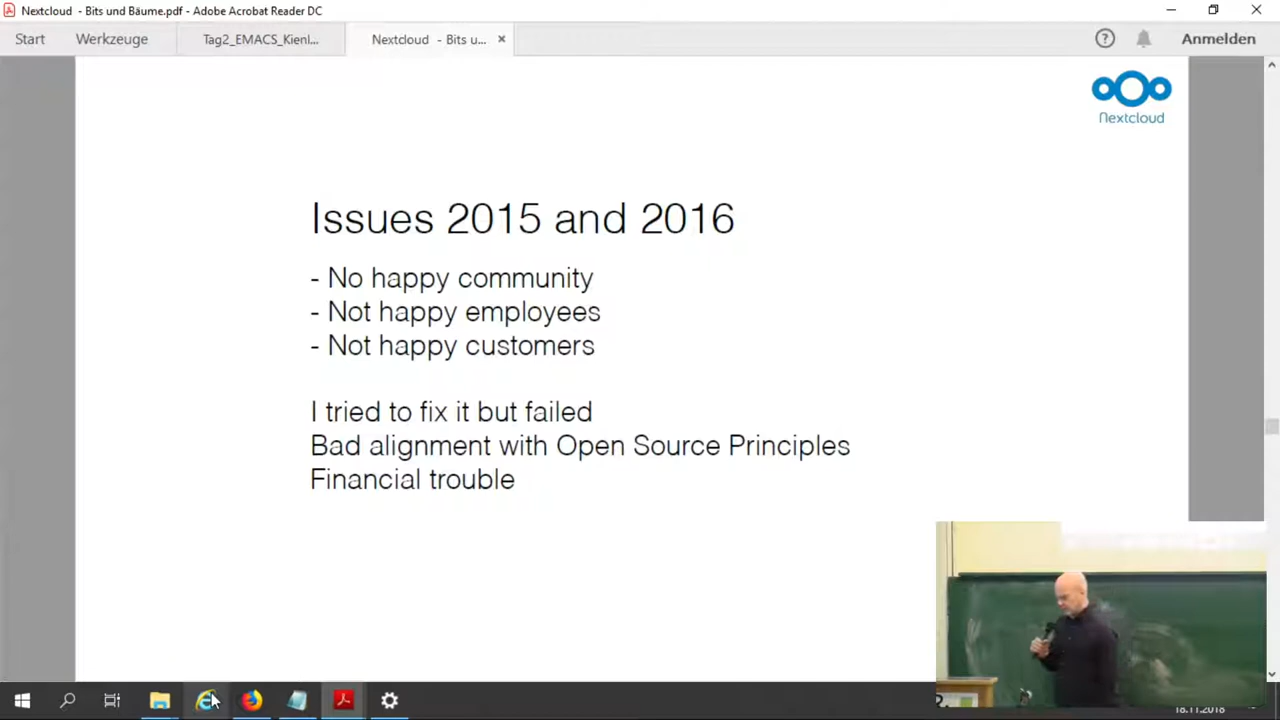 Nextcloud - Bits und Bäume.pdf - Adobe Acrobat Reader DC
Start
Werkzeuge
Tag2_EMACS_Kienl...
Nextcloud - Bits u...
Anmelden
Nextcloud
Issues 2015 and 2016
- No happy community
- Not happy employees
- Not happy customers
I tried to fix it but failed
Bad alignment with Open Source Principles
Financial trouble
18.11.2018